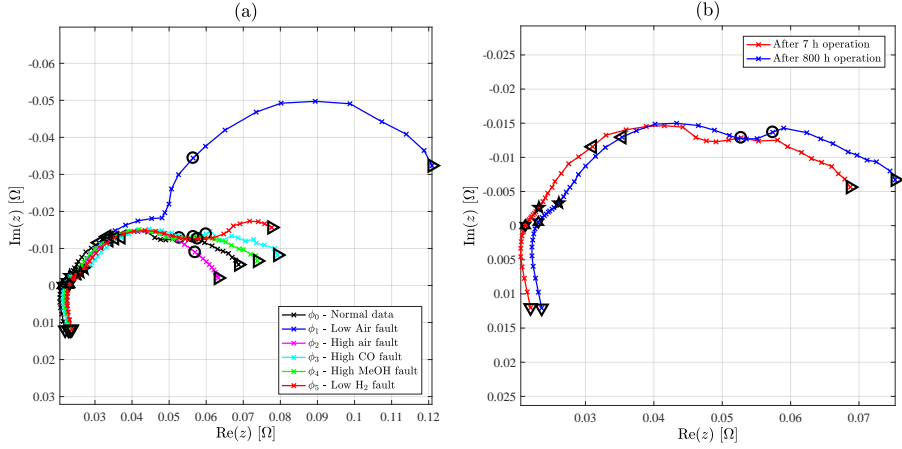 (a)
-0.06
-0.05
-0.04
-0.03
-0.02
-0.01
0
0.01
0.02
0.03
Im(z) [Ω]
0.03 0.04 0.05 0.06 0.07 0.08 0.09 0.1 0.11 0.12
Re(z) [Ω]
ϕ₀ - Normal data
ϕ₁ - Low Air fault
ϕ₂ - High air fault
ϕ₃ - High CO fault
ϕ₄ - High MeOH fault
ϕ₅ - Low H₂ fault
(b)
-0.025
-0.02
-0.015
-0.01
-0.005
0
0.005
0.01
0.015
0.02
0.025
Im(z) [Ω]
0.03 0.04 0.05 0.06 0.07
Re(z) [Ω]
After 7 h operation
After 800 h operation